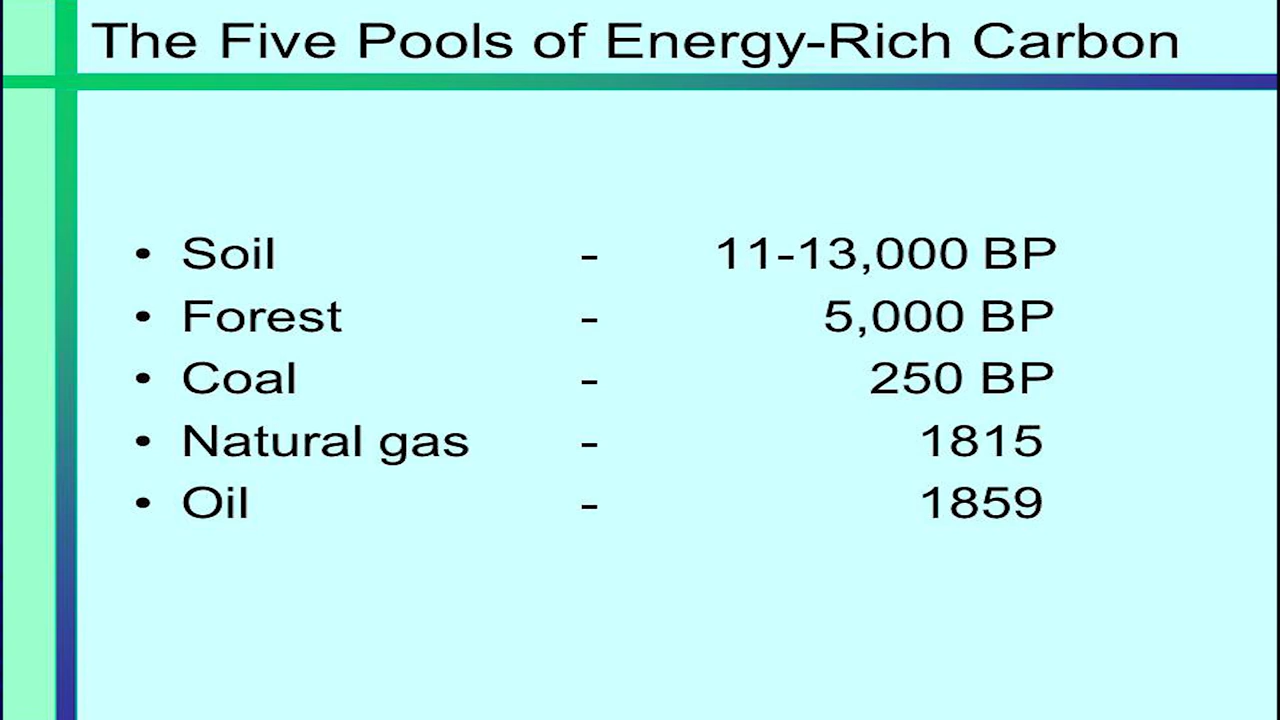 The Five Pools of Energy-Rich Carbon
• Soil - 11-13,000 BP
• Forest - 5,000 BP
• Coal - 250 BP
• Natural gas - 1815
• Oil - 1859